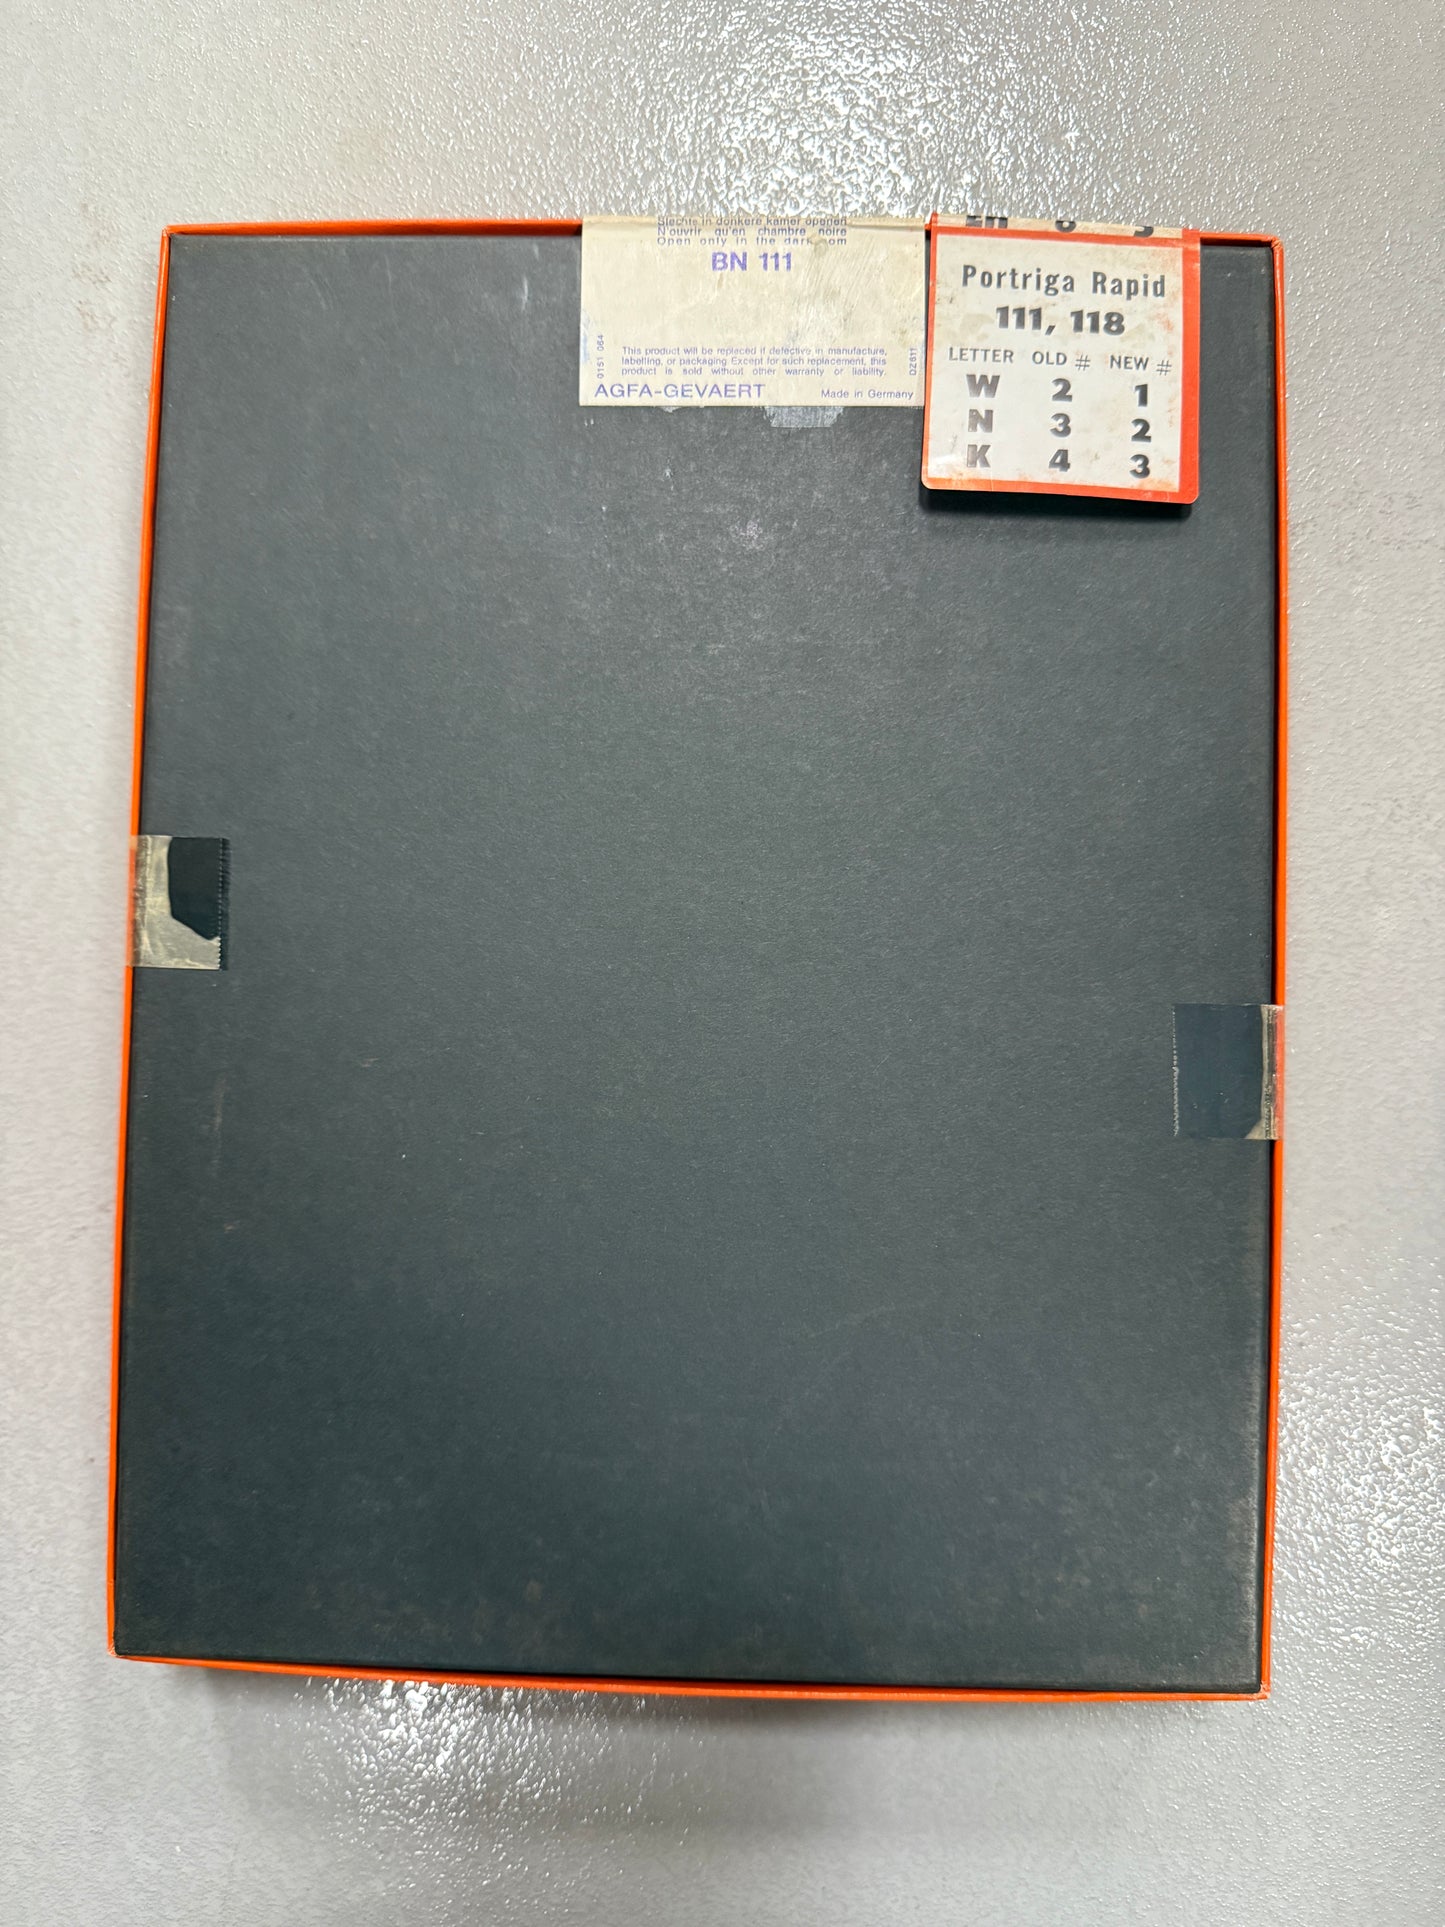 Slechts in donkere kamer openen
N'ouvrir qu'en chambre noire
Open only in the darkroom
BN 111
0151 064
This product will be replaced if defective in manufacture,
labelling, or packaging. Except for such replacement, this
product is sold without other warranty or liability.
DZ611
AGFA-GEVAERT Made in Germany
Portriga Rapid
111, 118
LETTER OLD # NEW #
W 2 1
N 3 2
K 4 3